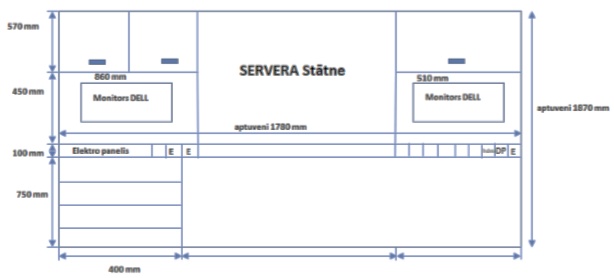 570 mm
SERVERA Stātne
860 mm
510 mm
450 mm
Monitors DELL
Monitors DELL
aptuveni 1870 mm
aptuveni 1780 mm
100 mm
Elektro panelis
E
E
DP
E
750 mm
400 mm